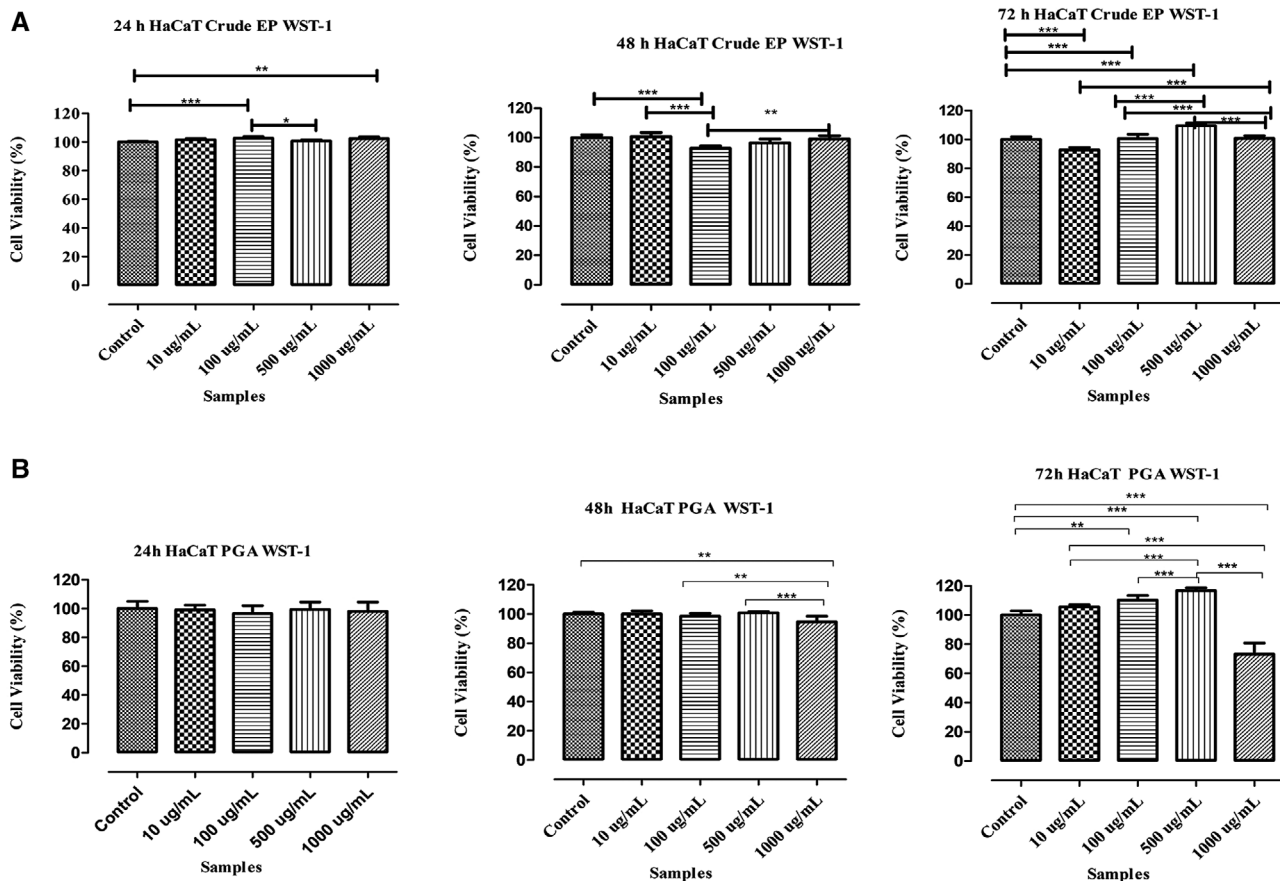 A
24 h HaCaT Crude EP WST-1
**
***
*
120
100
80
60
40
20
0
Cell Viability (%)
Control
10 ug/mL
100 ug/mL
500 ug/mL
1000 ug/mL
Samples
48 h HaCaT Crude EP WST-1
***
***
**
120
100
80
60
40
20
0
Cell Viability (%)
Control
10 ug/mL
100 ug/mL
500 ug/mL
1000 ug/mL
Samples
72 h HaCaT Crude EP WST-1
***
***
***
***
***
***
***
120
100
80
60
40
20
0
Cell Viability (%)
Control
10 ug/mL
100 ug/mL
500 ug/mL
1000 ug/mL
Samples
B
24h HaCaT PGA WST-1
120
100
80
60
40
20
0
Cell Viability (%)
Control
10 ug/mL
100 ug/mL
500 ug/mL
1000 ug/mL
Samples
48h HaCaT PGA WST-1
**
**
***
120
100
80
60
40
20
0
Cell Viability (%)
Control
10 ug/mL
100 ug/mL
500 ug/mL
1000 ug/mL
Samples
72h HaCaT PGA WST-1
***
***
**
***
***
***
***
120
100
80
60
40
20
0
Cell Viability (%)
Control
10 ug/mL
100 ug/mL
500 ug/mL
1000 ug/mL
Samples